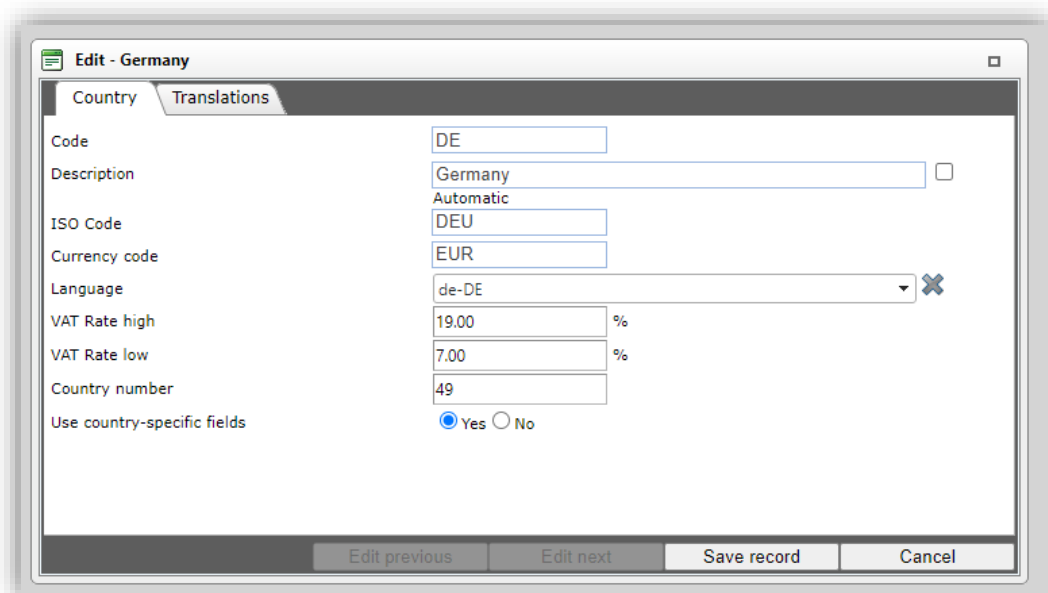 Edit - Germany
Country Translations
Code DE
Description Germany
Automatic
ISO Code DEU
Currency code EUR
Language de-DE
VAT Rate high 19.00 %
VAT Rate low 7.00 %
Country number 49
Use country-specific fields Yes No
Edit previous Edit next Save record Cancel